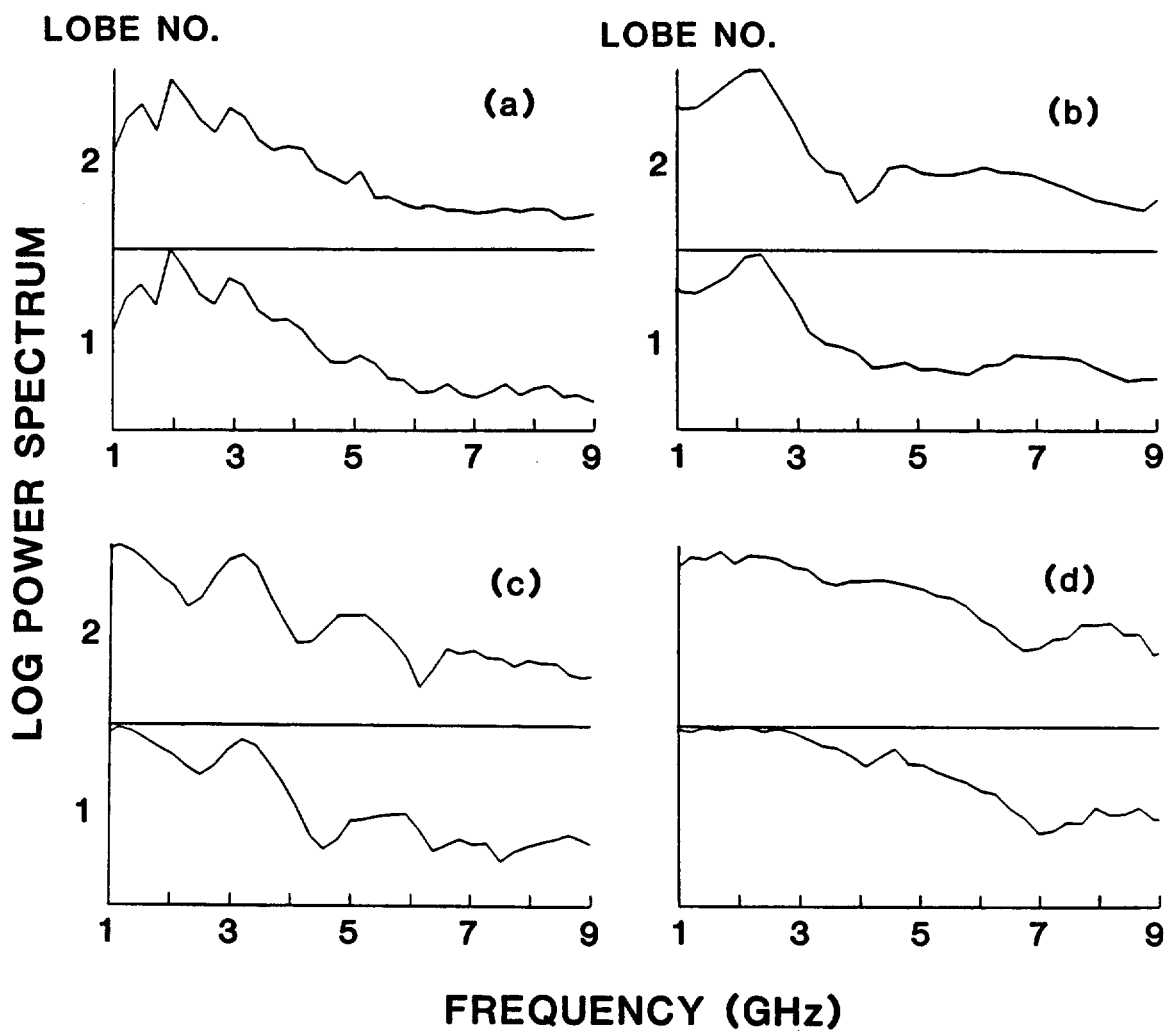 LOBE NO.
LOBE NO.
(a)
(b)
2
2
1
1
1 3 5 7 9
1 3 5 7 9
(c)
(d)
2
1
1 3 5 7 9
1 3 5 7 9
LOG POWER SPECTRUM
FREQUENCY (GHz)